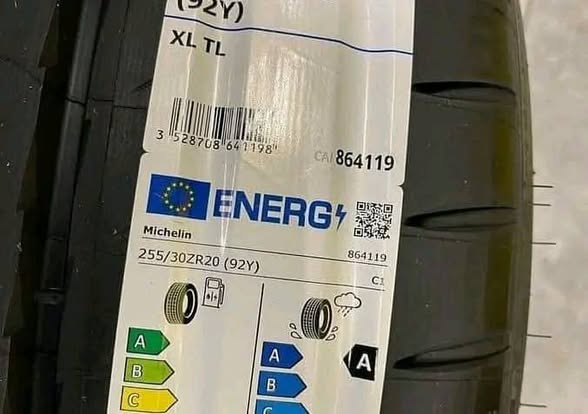 (92Y)
XL TL
3 528708 641198
CAI 864119
ENERG
Michelin 864119
255/30ZR20 (92Y) C1
A
B
C
A
B
C
A